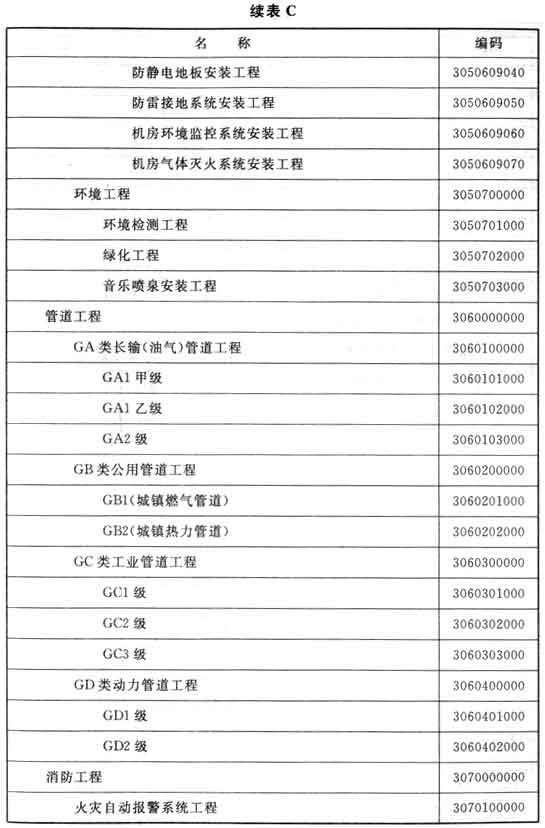 续表 C
名 称 编码
防静电地板安装工程 3050609040
防雷接地系统安装工程 3050609050
机房环境监控系统安装工程 3050609060
机房气体灭火系统安装工程 3050609070
环境工程 3050700000
环境检测工程 3050701000
绿化工程 3050702000
音乐喷泉安装工程 3050703000
管道工程 3060000000
GA 类长输(油气)管道工程 3060100000
GA1 甲级 3060101000
GA1 乙级 3060102000
GA2 级 3060103000
GB 类公用管道工程 3060200000
GB1(城镇燃气管道) 3060201000
GB2(城镇热力管道) 3060202000
GC 类工业管道工程 3060300000
GC1 级 3060301000
GC2 级 3060302000
GC3 级 3060303000
GD 类动力管道工程 3060400000
GD1 级 3060401000
GD2 级 3060402000
消防工程 3070000000
火灾自动报警系统工程 3070100000